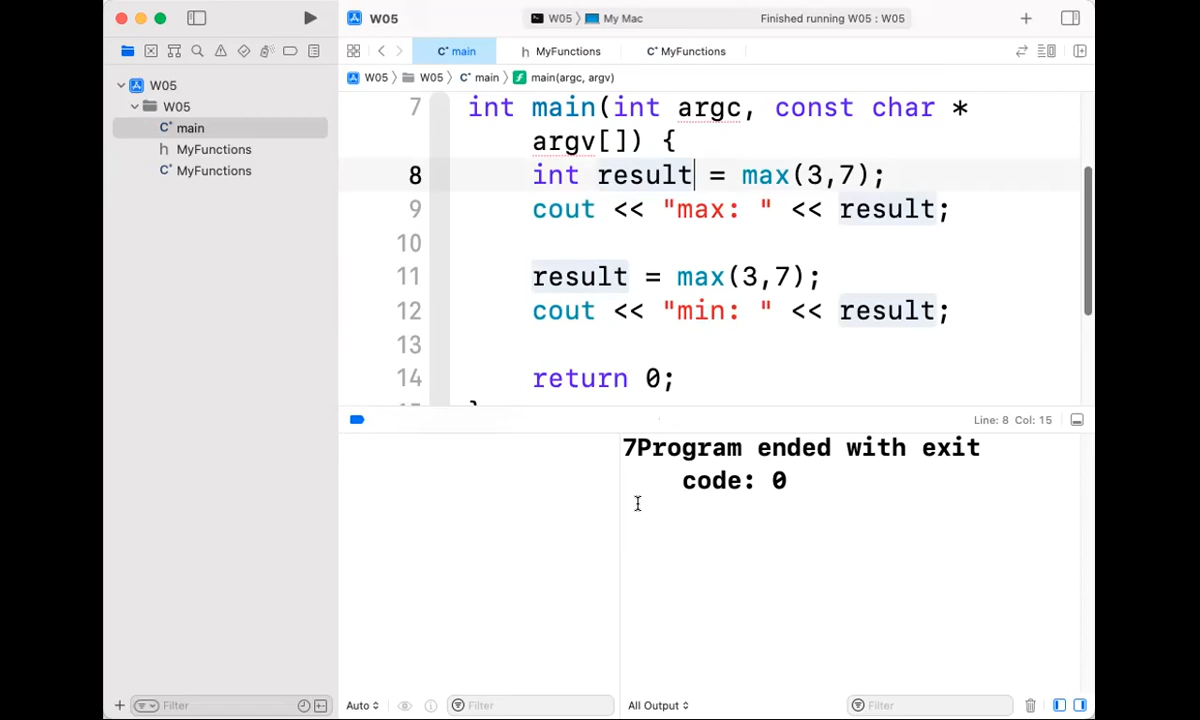 W05
W05 〉 My Mac
Finished running W05 : W05
main
MyFunctions
MyFunctions
W05 〉 W05 〉 main 〉 main(argc, argv)
W05
W05
main
MyFunctions
MyFunctions
7 int main(int argc, const char *
argv[]) {
8 int result = max(3,7);
9 cout << "max: " << result;
10
11 result = max(3,7);
12 cout << "min: " << result;
13
14 return 0;
Line: 8 Col: 15
7Program ended with exit
code: 0
Filter
Auto
Filter
All Output
Filter